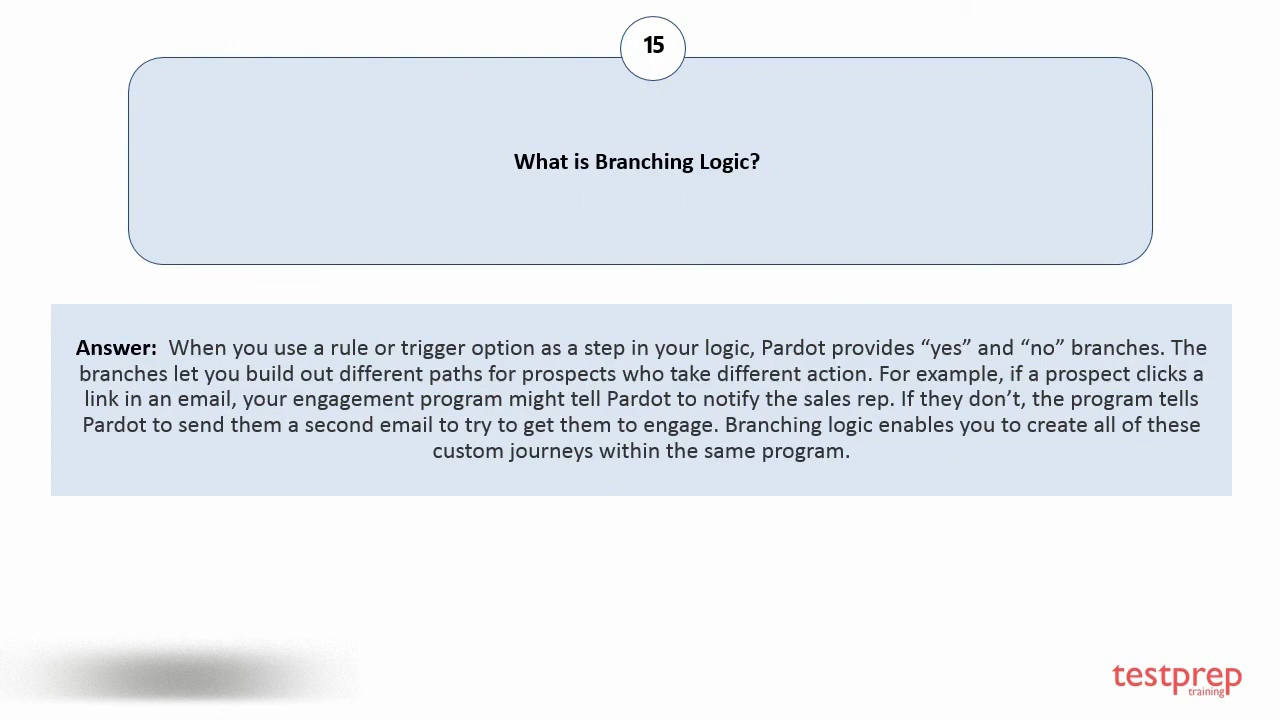 15
What is Branching Logic?
Answer:  When you use a rule or trigger option as a step in your logic, Pardot provides “yes” and “no” branches. The
branches let you build out different paths for prospects who take different action. For example, if a prospect clicks a
link in an email, your engagement program might tell Pardot to notify the sales rep. If they don’t, the program tells
Pardot to send them a second email to try to get them to engage. Branching logic enables you to create all of these
custom journeys within the same program.
testprep
training